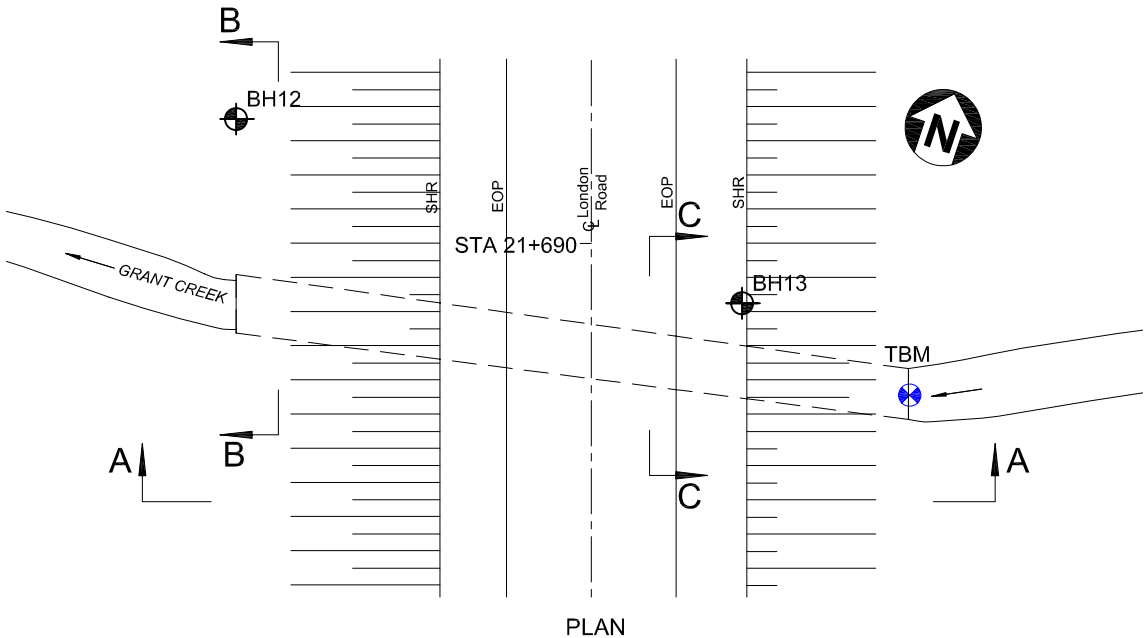 B
BH12
N
SHR
EOP
℄ London
Road
EOP
SHR
C
STA 21+690
GRANT CREEK
BH13
TBM
A
B
C
A
PLAN